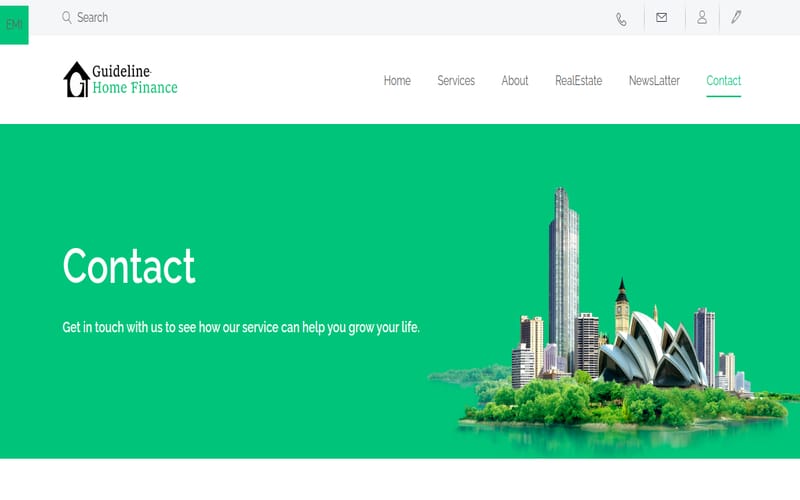 EMI
Search
Guideline
Home Finance
Home Services About RealEstate NewsLatter Contact
Contact
Get in touch with us to see how our service can help you grow your life.